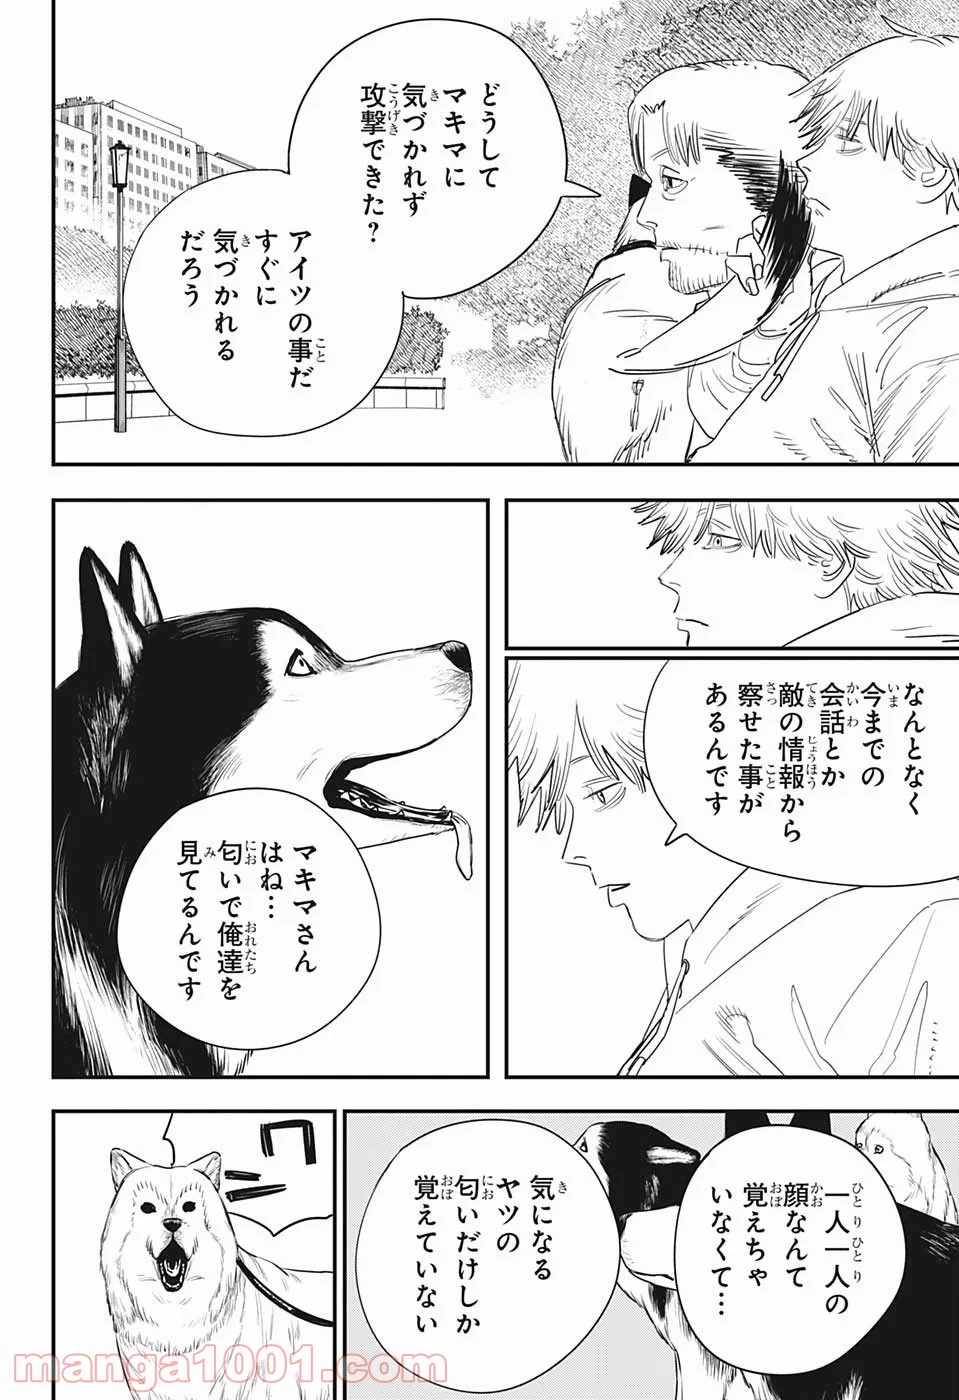 どうして
マキマに
気づかれず
攻撃できた?
アイツの事だ
すぐに
気づかれる
だろう
なんとなく
今までの
会話とか
敵の情報から
察せた事が
あるんです
マキマさん
はね…
匂いで俺達を
見てるんです
一人一人の
顔なんて
覚えちゃ
いなくて…
気になる
ヤツの
匂いだけしか
覚えていない
ワ
manga1001.com